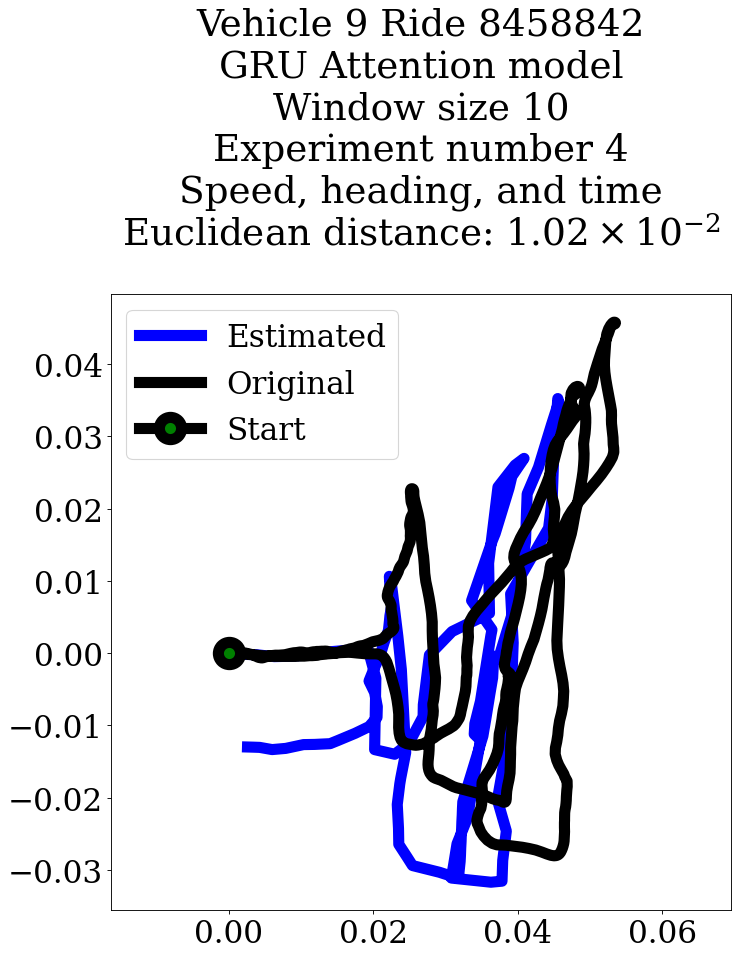 Vehicle 9 Ride 8458842
GRU Attention model
Window size 10
Experiment number 4
Speed, heading, and time
Euclidean distance: 1.02 × 10⁻²
Estimated
Original
Start
0.04
0.03
0.02
0.01
0.00
−0.01
−0.02
−0.03
0.00 0.02 0.04 0.06